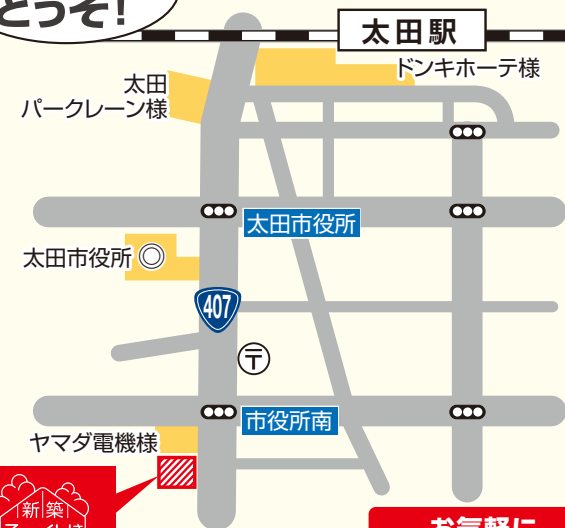 どうぞ!
太田駅
ドンキホーテ様
太田
パークレーン様
太田市役所
太田市役所
407
〒
市役所南
ヤマダ電機様
新築
お気軽に